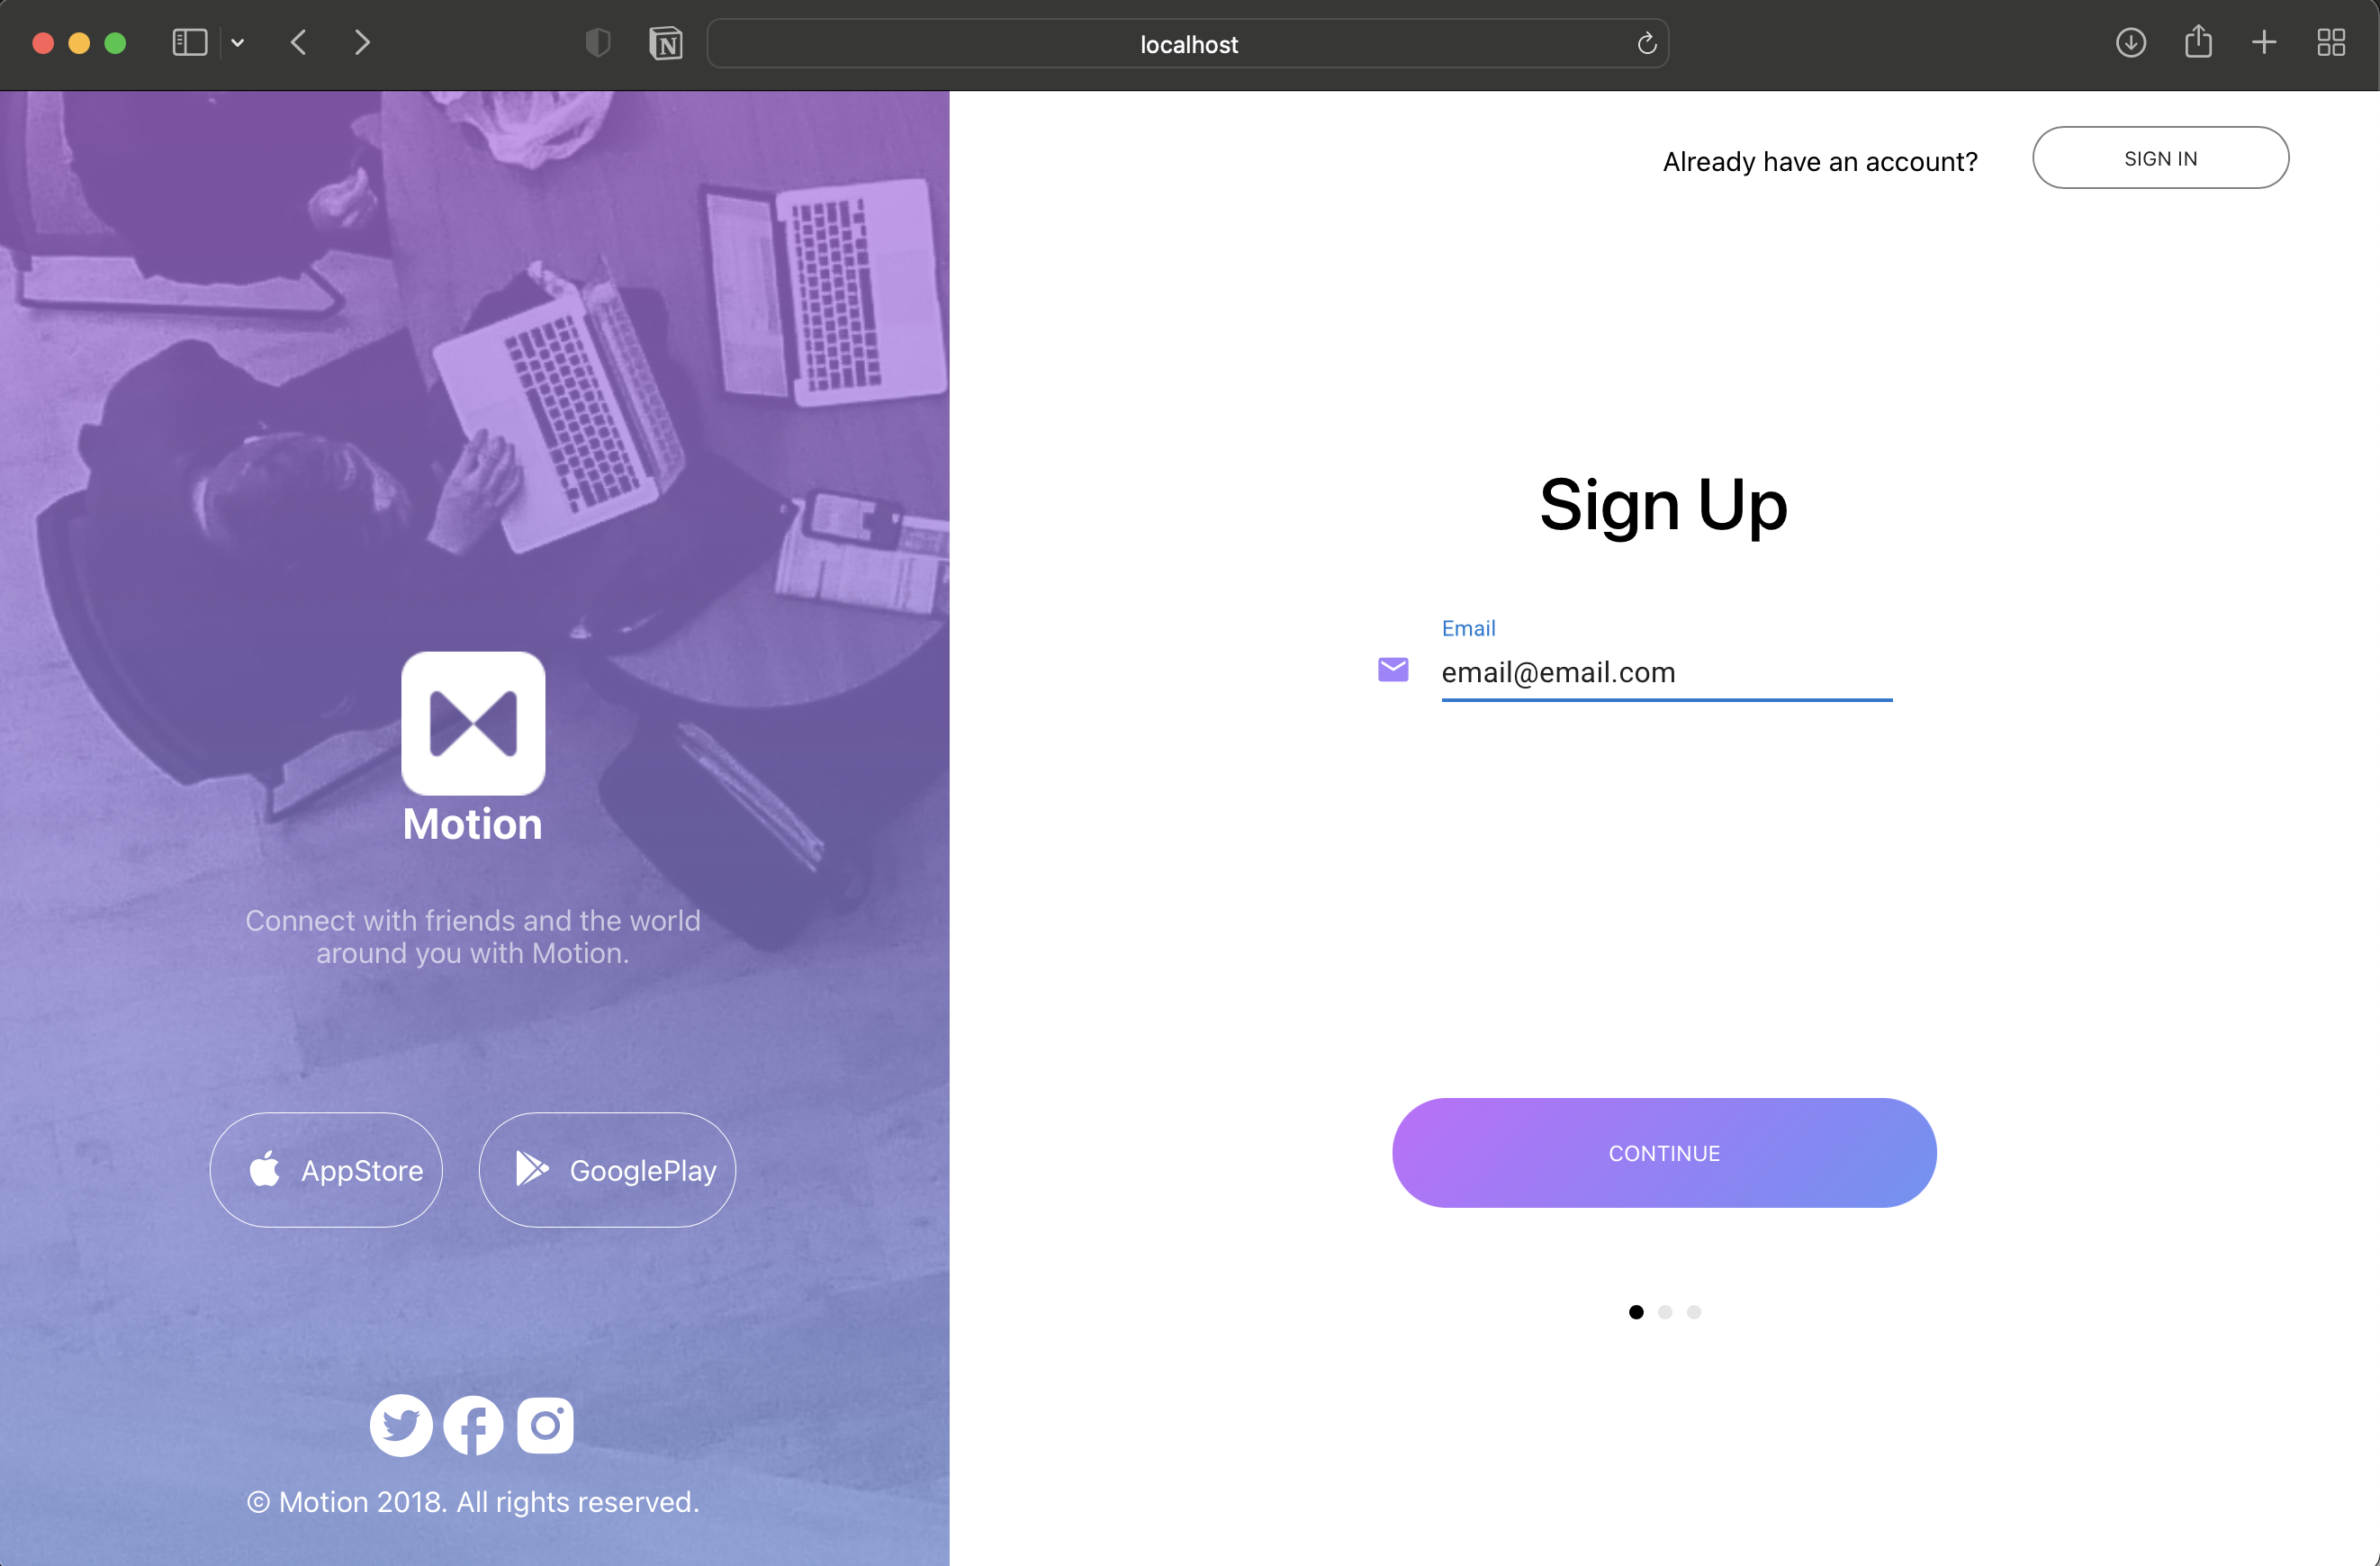 localhost
Already have an account?
SIGN IN
Sign Up
Email
email@email.com
CONTINUE
Motion
Connect with friends and the world
around you with Motion.
AppStore
GooglePlay
© Motion 2018. All rights reserved.